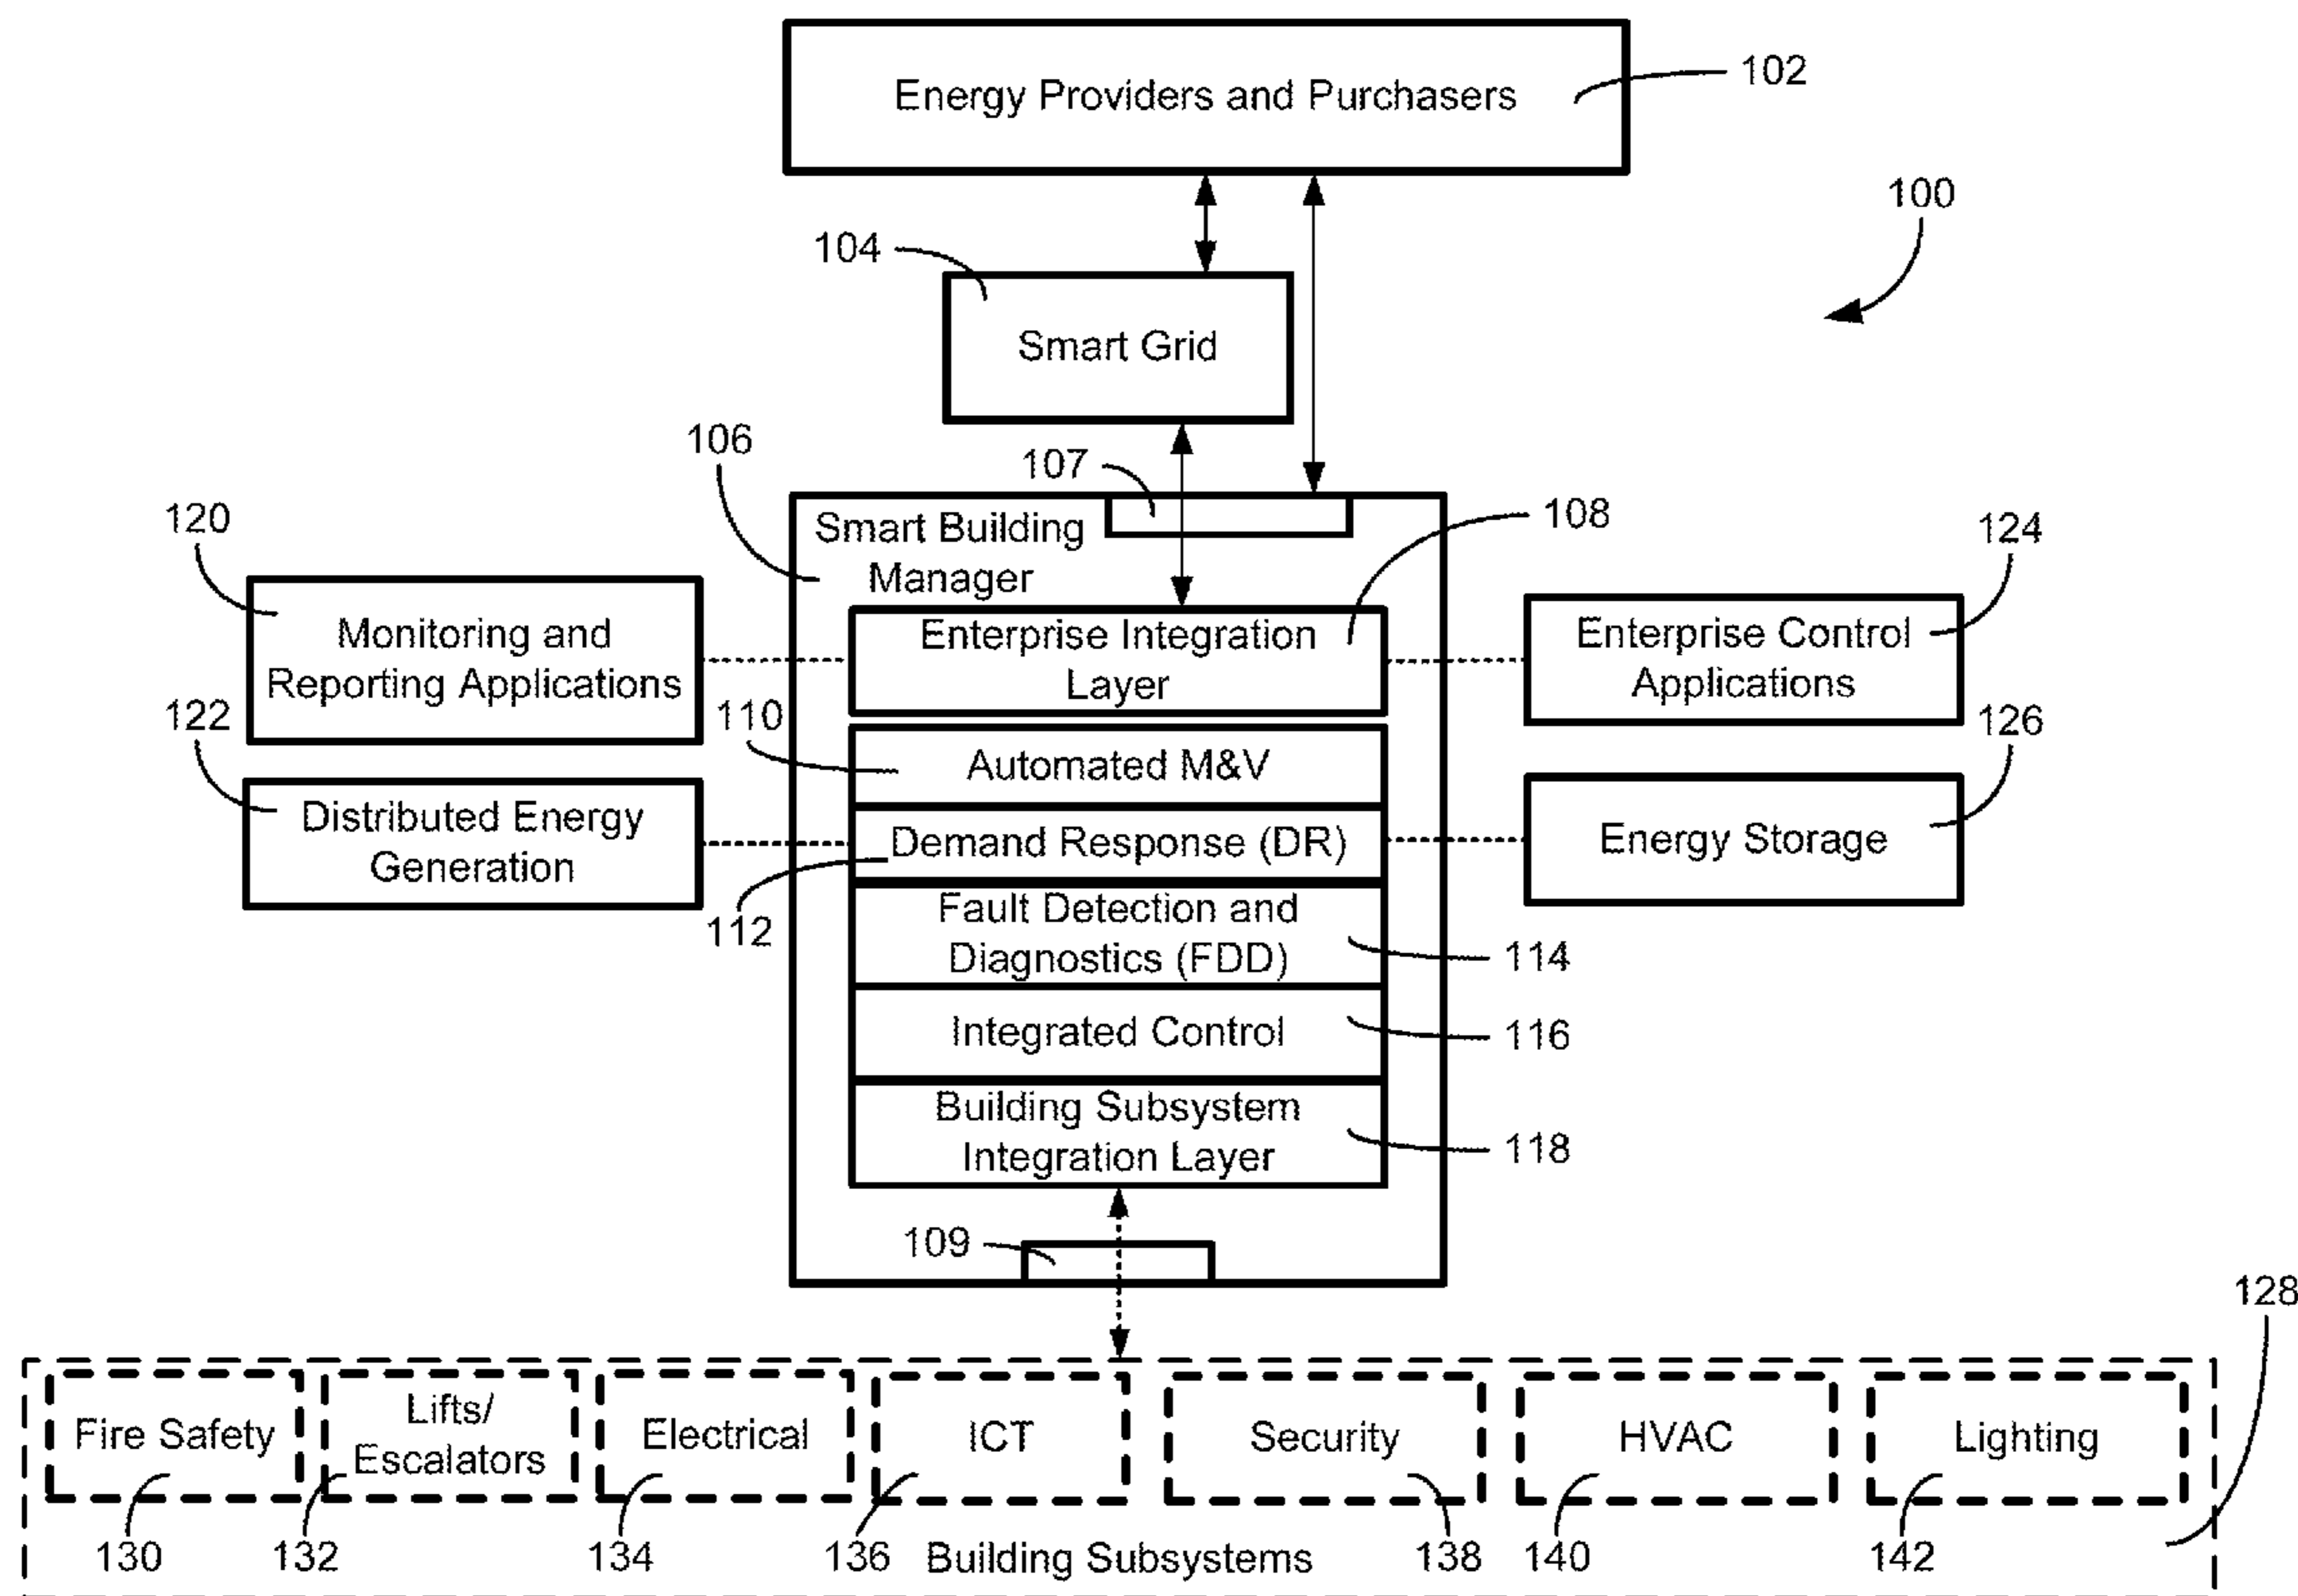 Energy Providers and Purchasers
102
100
104
Smart Grid
106
107
Smart Building
Manager
108
120
Monitoring and
Reporting Applications
Enterprise Integration
Layer
124
Enterprise Control
Applications
122
110
Automated M&V
126
Distributed Energy
Generation
Demand Response (DR)
Energy Storage
112
Fault Detection and
Diagnostics (FDD)
114
Integrated Control
116
Building Subsystem
Integration Layer
118
109
128
Fire Safety
Lifts/
Escalators
Electrical
ICT
Security
HVAC
Lighting
130
132
134
136
Building Subsystems
138
140
142